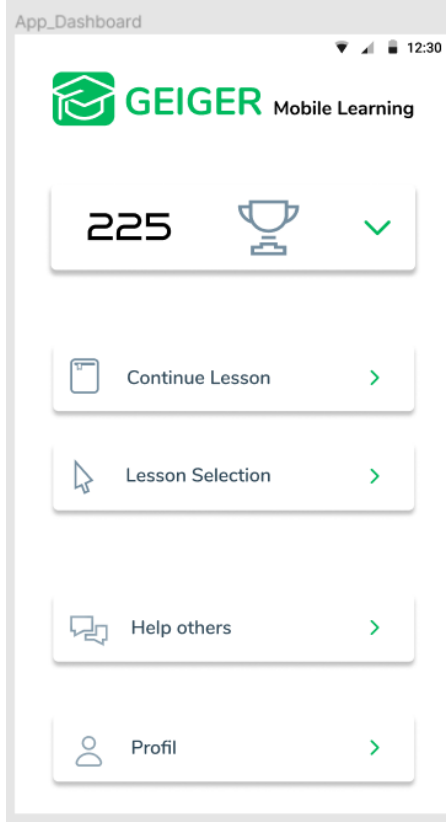 App_Dashboard
12:30
GEIGER Mobile Learning
225
Continue Lesson
Lesson Selection
Help others
Profil